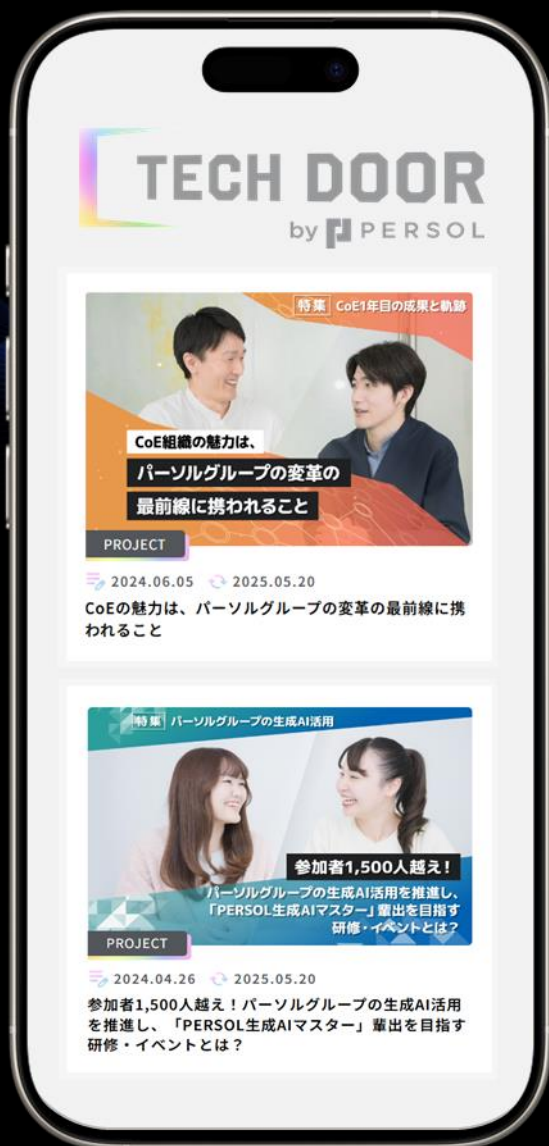 TECH DOOR
by PERSOL
特集 CoE1年目の成果と軌跡
CoE組織の魅力は、
パーソルグループの変革の
最前線に携われること
PROJECT
2024.06.05 2025.05.20
CoEの魅力は、パーソルグループの変革の最前線に携
われること
特集 パーソルグループの生成AI活用
参加者1,500人越え!
パーソルグループの生成AI活用を推進し、
「PERSOL生成AIマスター」輩出を目指す
研修・イベントとは?
PROJECT
2024.04.26 2025.05.20
参加者1,500人越え！パーソルグループの生成AI活用
を推進し、「PERSOL生成AIマスター」輩出を目指す
研修・イベントとは？